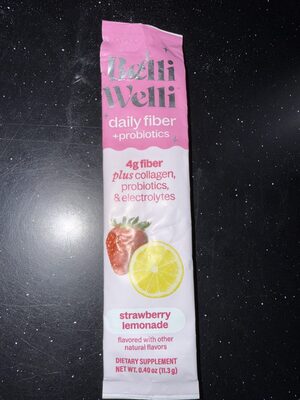 Belli
Welli
daily fiber
+probiotics
4g fiber
plus collagen,
probiotics,
& electrolytes
strawberry
lemonade
flavored with other
natural flavors
DIETARY SUPPLEMENT
NET WT. 0.40 oz (11.3 g)